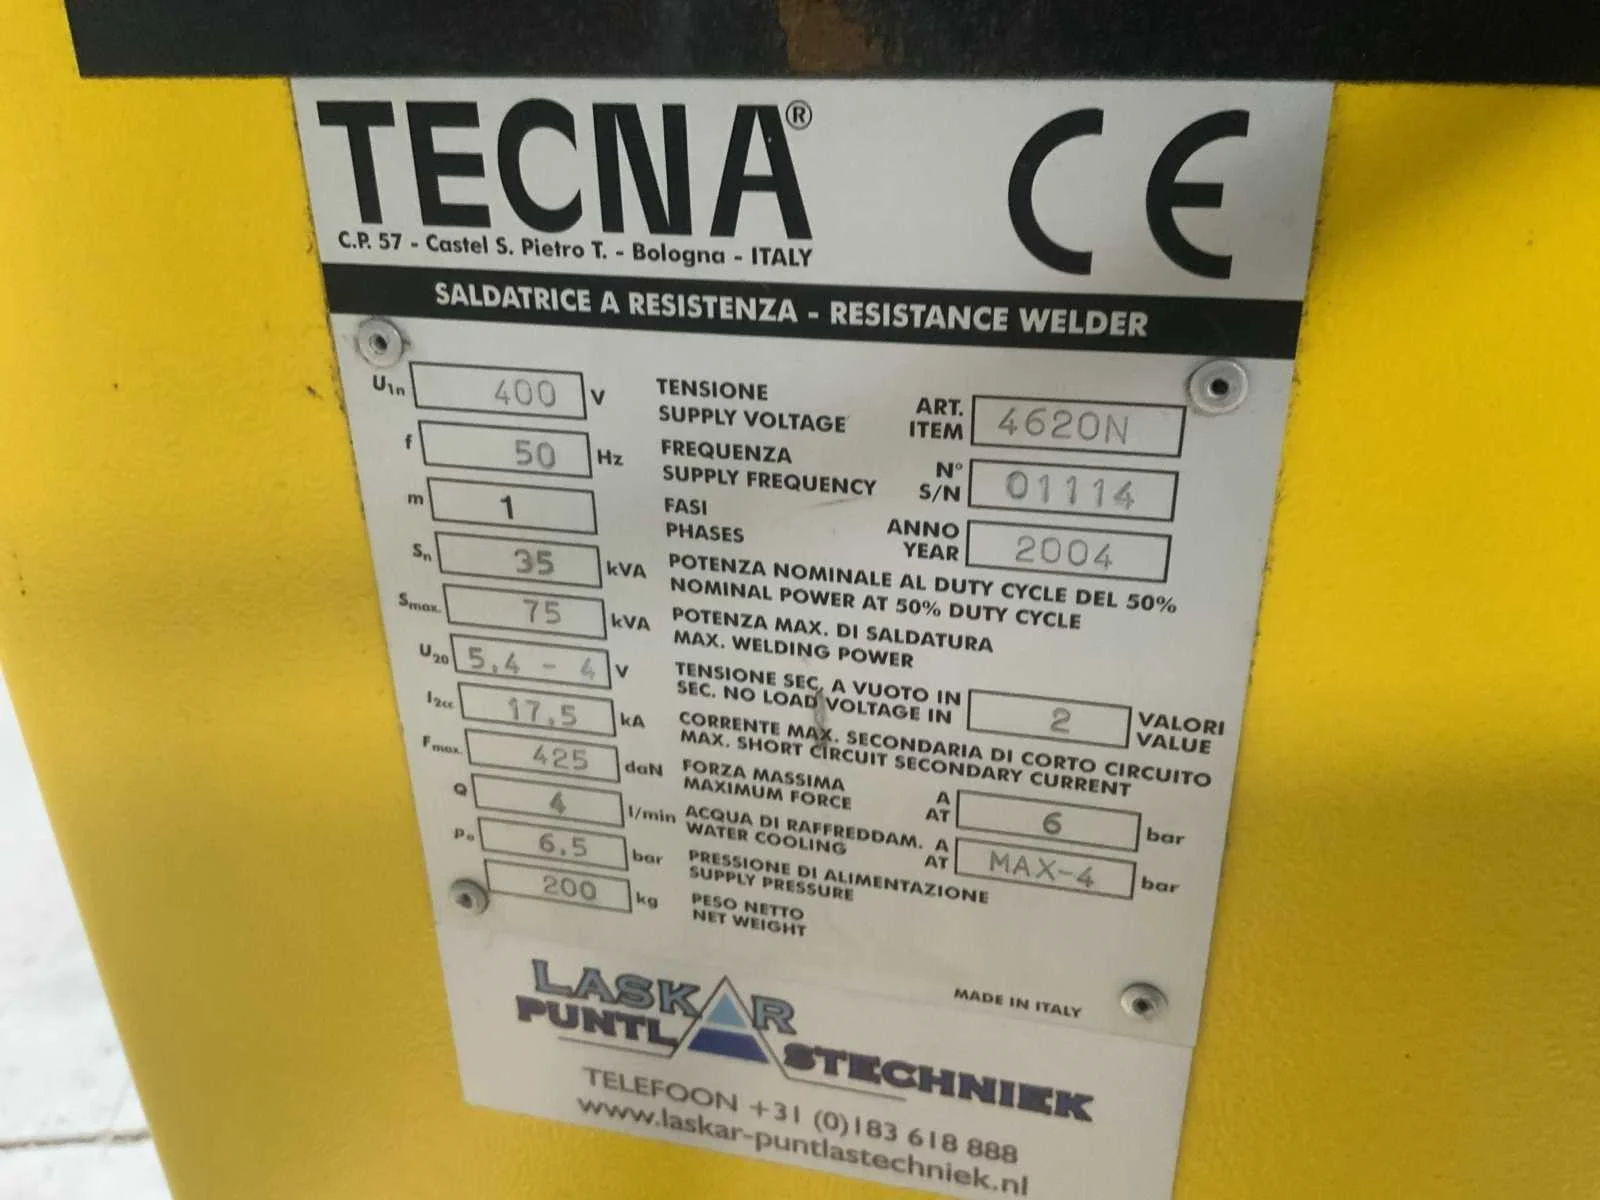 TECNA®
CE
C.P. 57 - Castel S. Pietro T. - Bologna - ITALY
SALDATRICE A RESISTENZA - RESISTANCE WELDER
U1n 400 V TENSIONE
SUPPLY VOLTAGE
ART.
ITEM 4620N
f 50 Hz FREQUENZA
SUPPLY FREQUENCY
N°
S/N 01114
m 1 FASI
PHASES
ANNO
YEAR 2004
Sn 35 kVA POTENZA NOMINALE AL DUTY CYCLE DEL 50%
NOMINAL POWER AT 50% DUTY CYCLE
Smax. 75 kVA POTENZA MAX. DI SALDATURA
MAX. WELDING POWER
U20 5,4 - 4 V TENSIONE SEC. A VUOTO IN
SEC. NO LOAD VOLTAGE IN
2 VALORI
VALUE
I2cc 17,5 kA CORRENTE MAX. SECONDARIA DI CORTO CIRCUITO
MAX. SHORT CIRCUIT SECONDARY CURRENT
Fmax. 425 daN FORZA MASSIMA
MAXIMUM FORCE
A
AT 6 bar
Q 4 l/min ACQUA DI RAFFREDDAM.
WATER COOLING
A
AT MAX-4 bar
Po 6,5 bar PRESSIONE DI ALIMENTAZIONE
SUPPLY PRESSURE
200 kg PESO NETTO
NET WEIGHT
MADE IN ITALY
LASKAR
PUNTLASTECHNIEK
TELEFOON +31 (0)183 618 888
www.laskar-puntlastechniek.nl